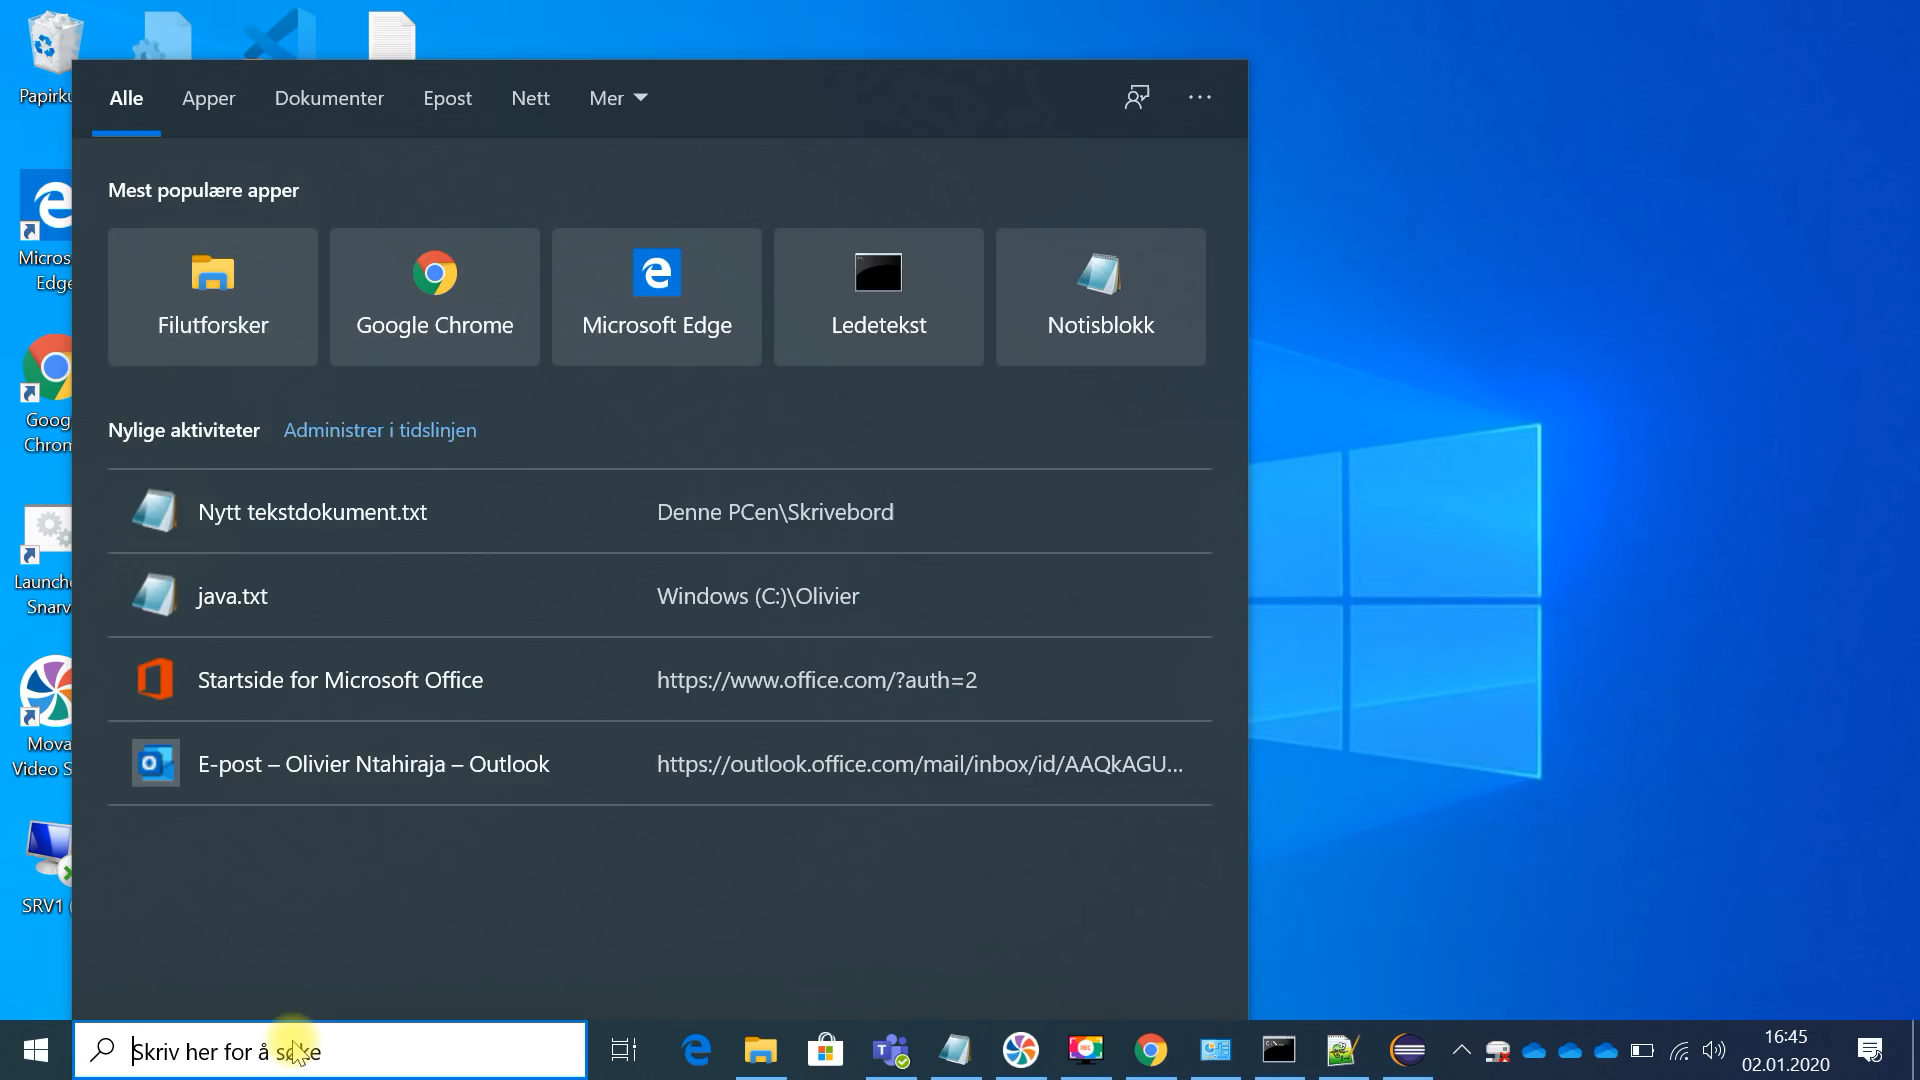 Alle Apper Dokumenter Epost Nett Mer
Mest populære apper
Filutforsker Google Chrome Microsoft Edge Ledetekst Notisblokk
Nylige aktiviteter Administrer i tidslinjen
Nytt tekstdokument.txt Denne PCen\Skrivebord
java.txt Windows (C:)\Olivier
Startside for Microsoft Office https://www.office.com/?auth=2
E-post – Olivier Ntahiraja – Outlook https://outlook.office.com/mail/inbox/id/AAQkAGU...
Papirku
Micros
Edge
Goog
Chrom
Launche
Snarv
Mova
Video S
SRV1 (
Skriv her for å søke
16:45
02.01.2020